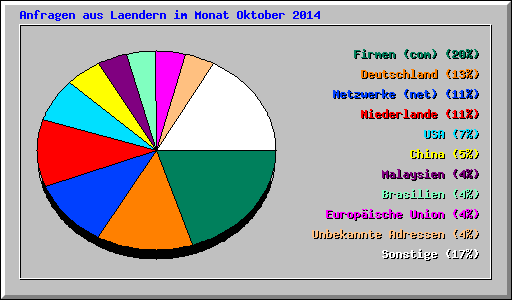 Anfragen aus Laendern im Monat Oktober 2014
Firmen (com) (20%)
Deutschland (13%)
Netzwerke (net) (11%)
Niederlande (11%)
USA (7%)
China (5%)
Malaysien (4%)
Brasilien (4%)
Europäische Union (4%)
Unbekannte Adressen (4%)
Sonstige (17%)